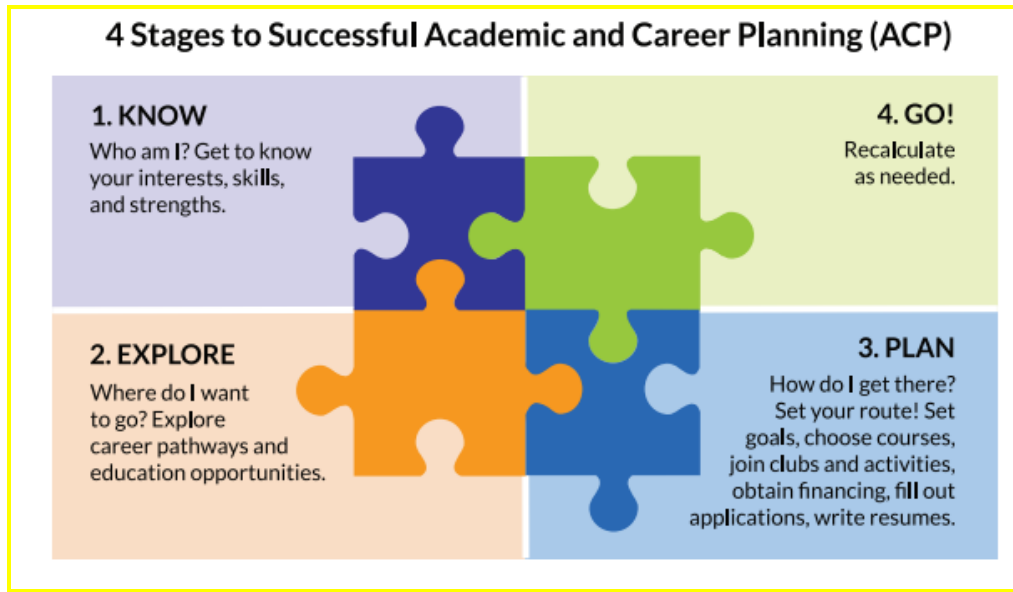 4 Stages to Successful Academic and Career Planning (ACP)
1. KNOW
Who am I? Get to know
your interests, skills,
and strengths.
2. EXPLORE
Where do I want
to go? Explore
career pathways and
education opportunities.
3. PLAN
How do I get there?
Set your route! Set
goals, choose courses,
join clubs and activities,
obtain financing, fill out
applications, write resumes.
4. GO!
Recalculate
as needed.